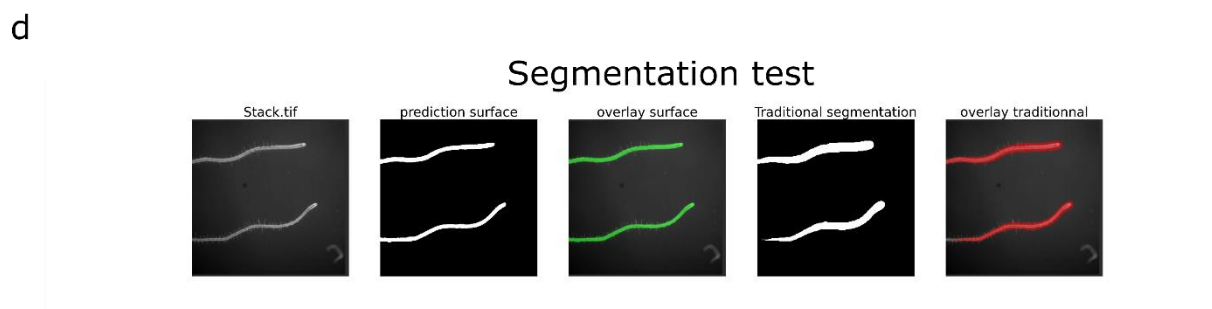 d
Segmentation test
Stack.tif
prediction surface
overlay surface
Traditional segmentation
overlay traditionnal